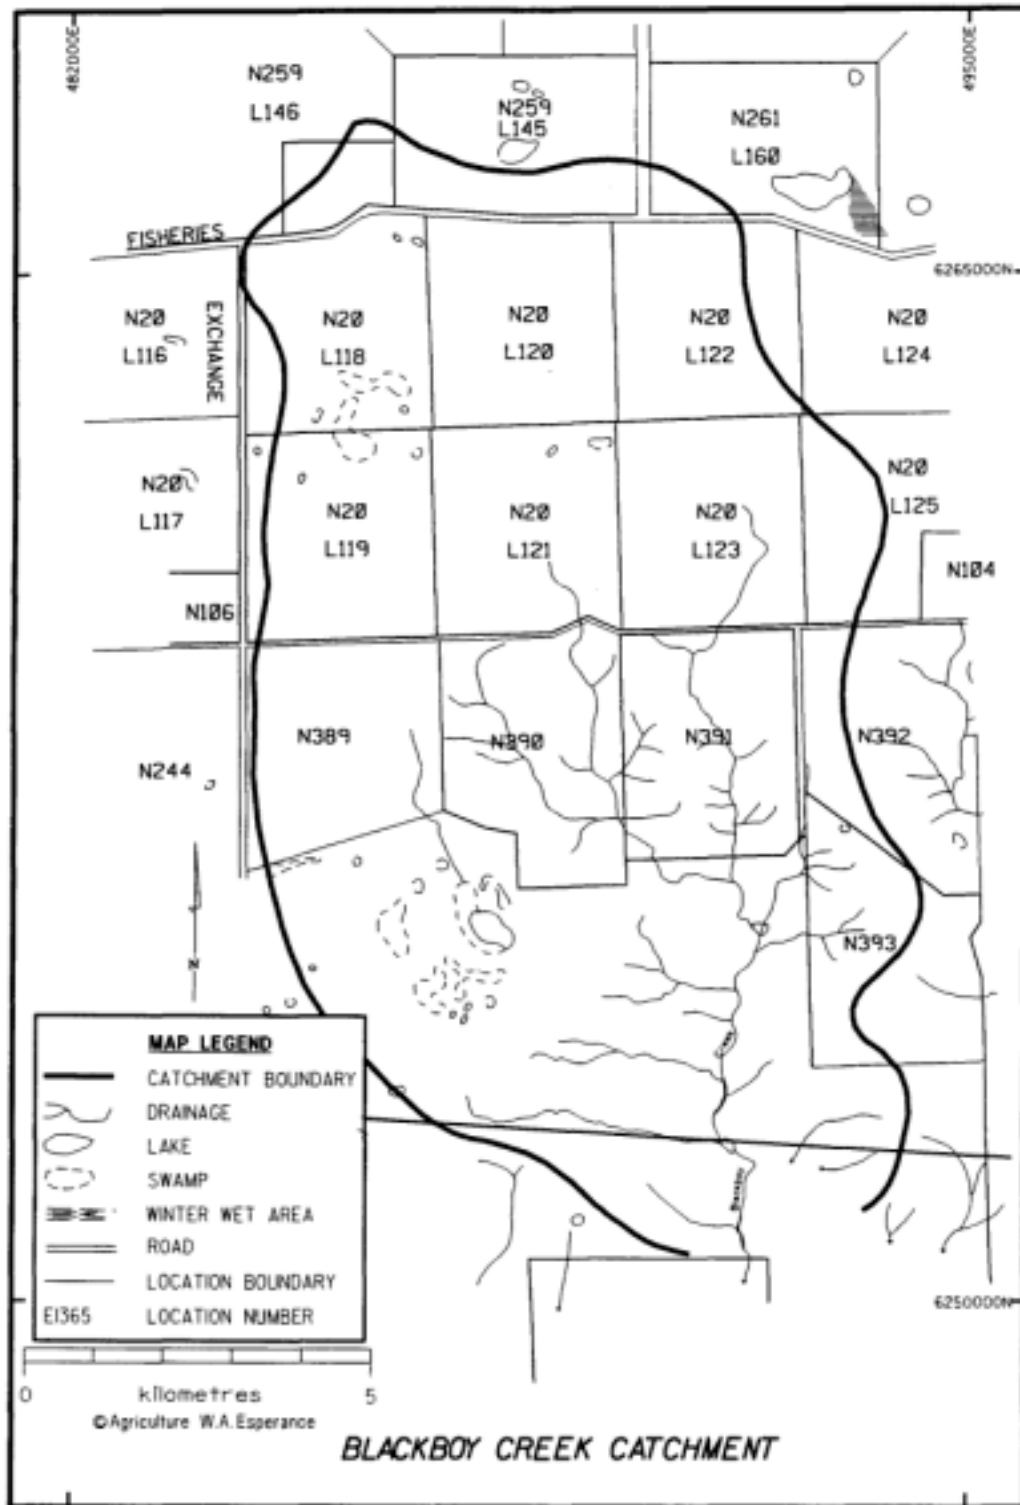 482000E
495000E
N259
L146
N259
L145
N261
L160
FISHERIES
6265000N
EXCHANGE
N20
L116
N20
L118
N20
L120
N20
L122
N20
L124
N20
L117
N20
L119
N20
L121
N20
L123
N20
L125
N104
N106
N389
N390
N391
N392
N244
N393
N
Blackboy
MAP LEGEND
CATCHMENT BOUNDARY
DRAINAGE
LAKE
SWAMP
WINTER WET AREA
ROAD
LOCATION BOUNDARY
E1365 LOCATION NUMBER
6250000N
0 kilometres 5
©Agriculture W.A. Esperance
BLACKBOY CREEK CATCHMENT